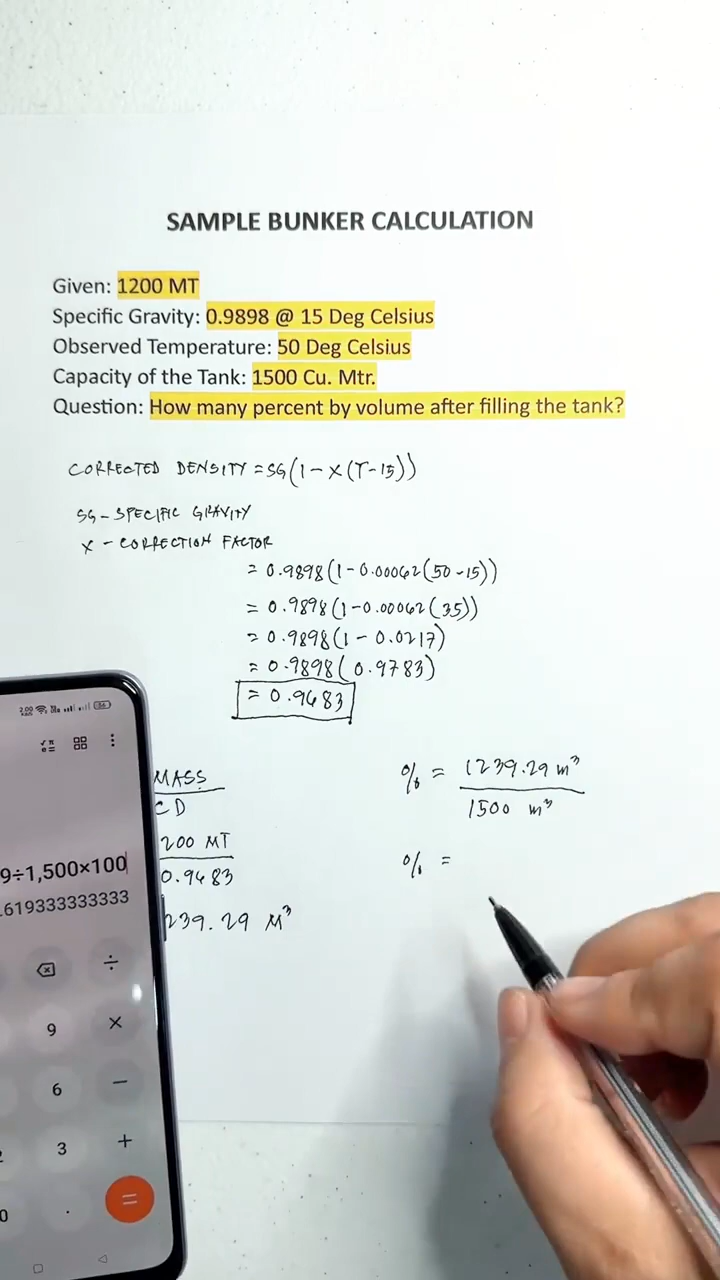 SAMPLE BUNKER CALCULATION
Given: 1200 MT
Specific Gravity: 0.9898 @ 15 Deg Celsius
Observed Temperature: 50 Deg Celsius
Capacity of the Tank: 1500 Cu. Mtr.
Question: How many percent by volume after filling the tank?
CORRECTED DENSITY = SG(1 - X(T-15))
SG - SPECIFIC GRAVITY
X - CORRECTION FACTOR
= 0.9898(1-0.00062(50-15))
= 0.9898(1-0.00062(35))
= 0.9898(1-0.0217)
= 0.9898(0.9783)
= 0.9683
MASS
CD
200 MT
0.9683
1239.29 M³
% = 1239.29 m³
1500 m³
% =
9÷1,500×100
.619333333333
÷
9 ×
6 −
3 +
0 . =